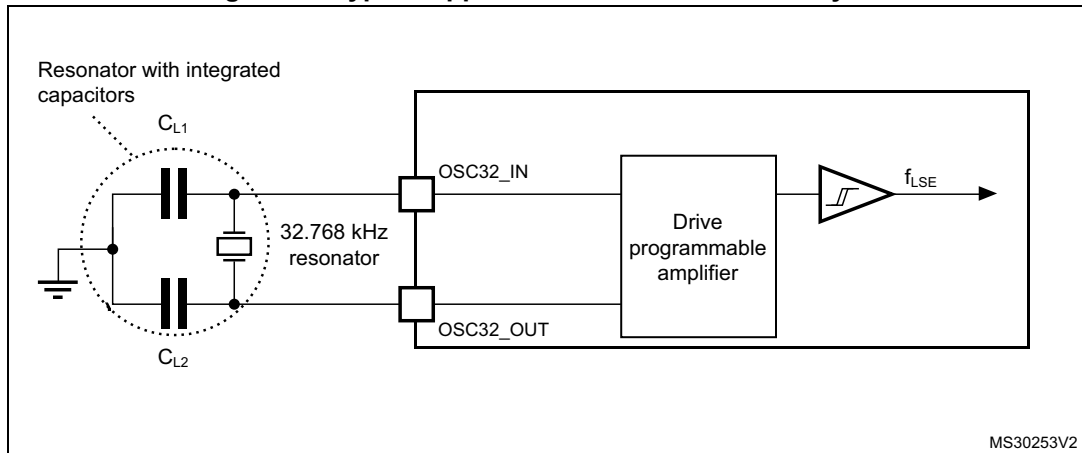 Resonator with integrated
capacitors
CL1
OSC32_IN
fLSE
32.768 kHz
resonator
Drive
programmable
amplifier
OSC32_OUT
CL2
MS30253V2